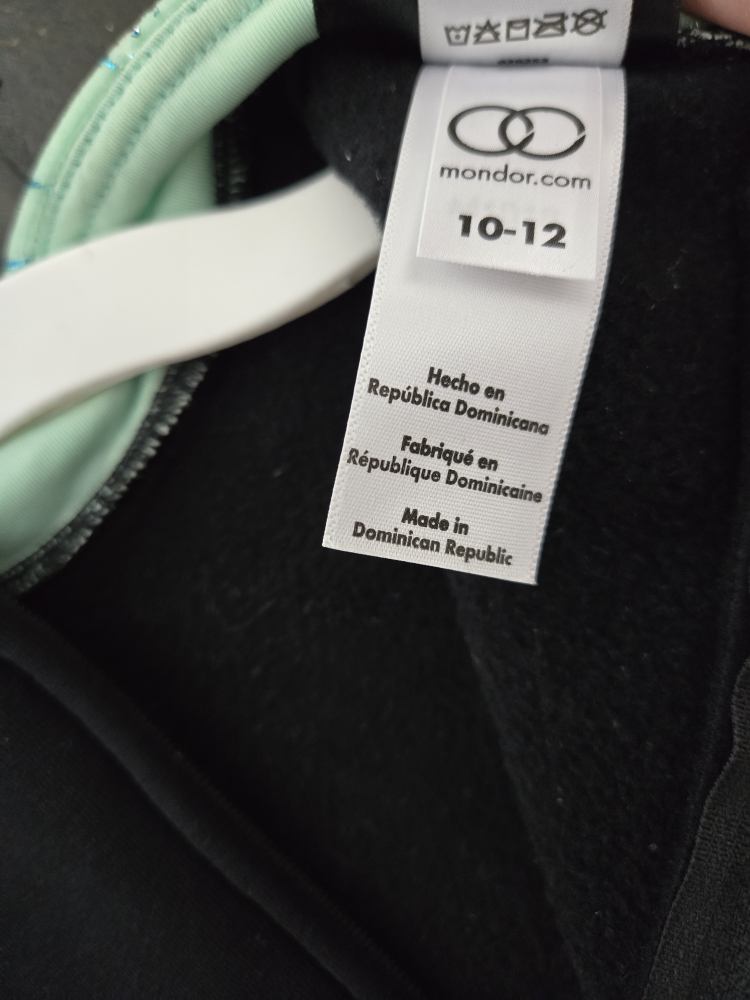 mondor.com
10-12
Hecho en
República Dominicana
Fabriqué en
République Dominicaine
Made in
Dominican Republic